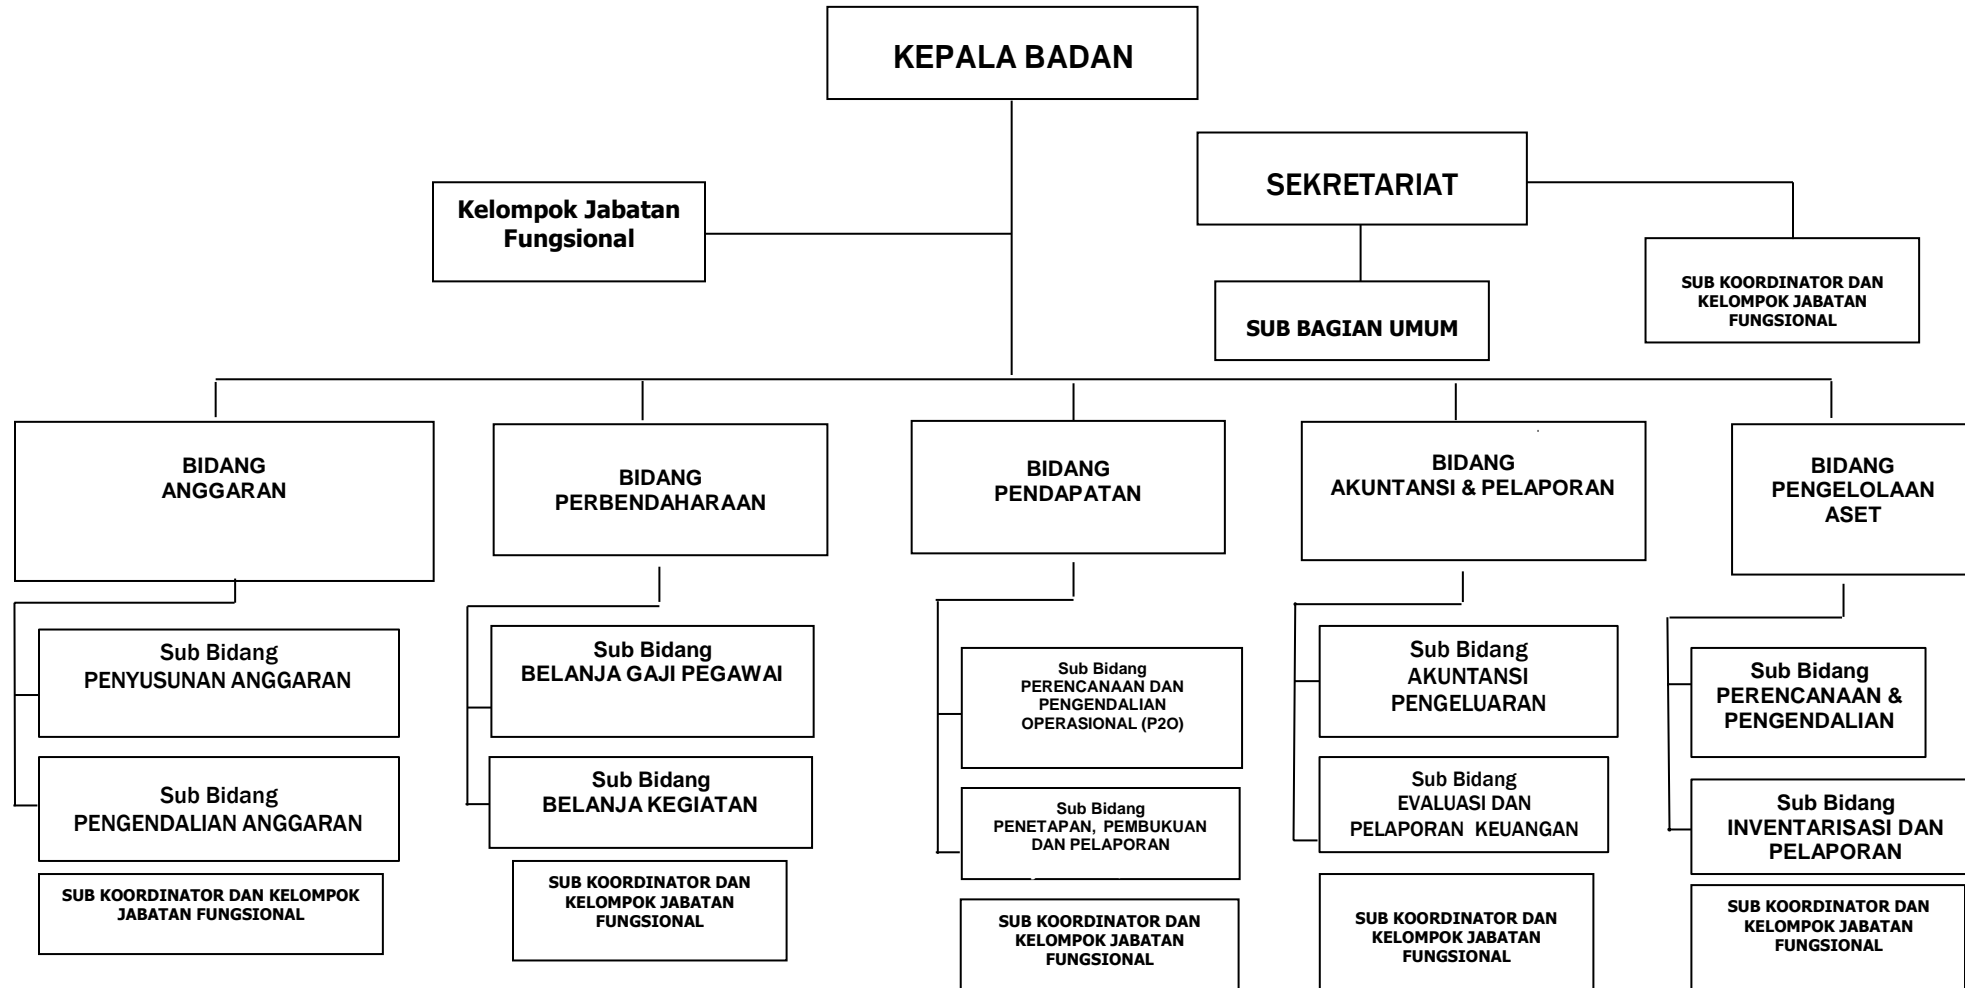 KEPALA BADAN
SEKRETARIAT
Kelompok Jabatan
Fungsional
SUB KOORDINATOR DAN
KELOMPOK JABATAN
FUNGSIONAL
SUB BAGIAN UMUM
BIDANG
ANGGARAN
BIDANG
PERBENDAHARAAN
BIDANG
PENDAPATAN
BIDANG
AKUNTANSI & PELAPORAN
BIDANG
PENGELOLAAN
ASET
Sub Bidang
PENYUSUNAN ANGGARAN
Sub Bidang
BELANJA GAJI PEGAWAI
Sub Bidang
PERENCANAAN DAN
PENGENDALIAN
OPERASIONAL (P2O)
Sub Bidang
AKUNTANSI
PENGELUARAN
Sub Bidang
PERENCANAAN &
PENGENDALIAN
Sub Bidang
PENGENDALIAN ANGGARAN
Sub Bidang
BELANJA KEGIATAN
Sub Bidang
PENETAPAN, PEMBUKUAN
DAN PELAPORAN
Sub Bidang
EVALUASI DAN
PELAPORAN KEUANGAN
Sub Bidang
INVENTARISASI DAN
PELAPORAN
SUB KOORDINATOR DAN KELOMPOK
JABATAN FUNGSIONAL
SUB KOORDINATOR DAN
KELOMPOK JABATAN
FUNGSIONAL
SUB KOORDINATOR DAN
KELOMPOK JABATAN
FUNGSIONAL
SUB KOORDINATOR DAN
KELOMPOK JABATAN
FUNGSIONAL
SUB KOORDINATOR DAN
KELOMPOK JABATAN
FUNGSIONAL